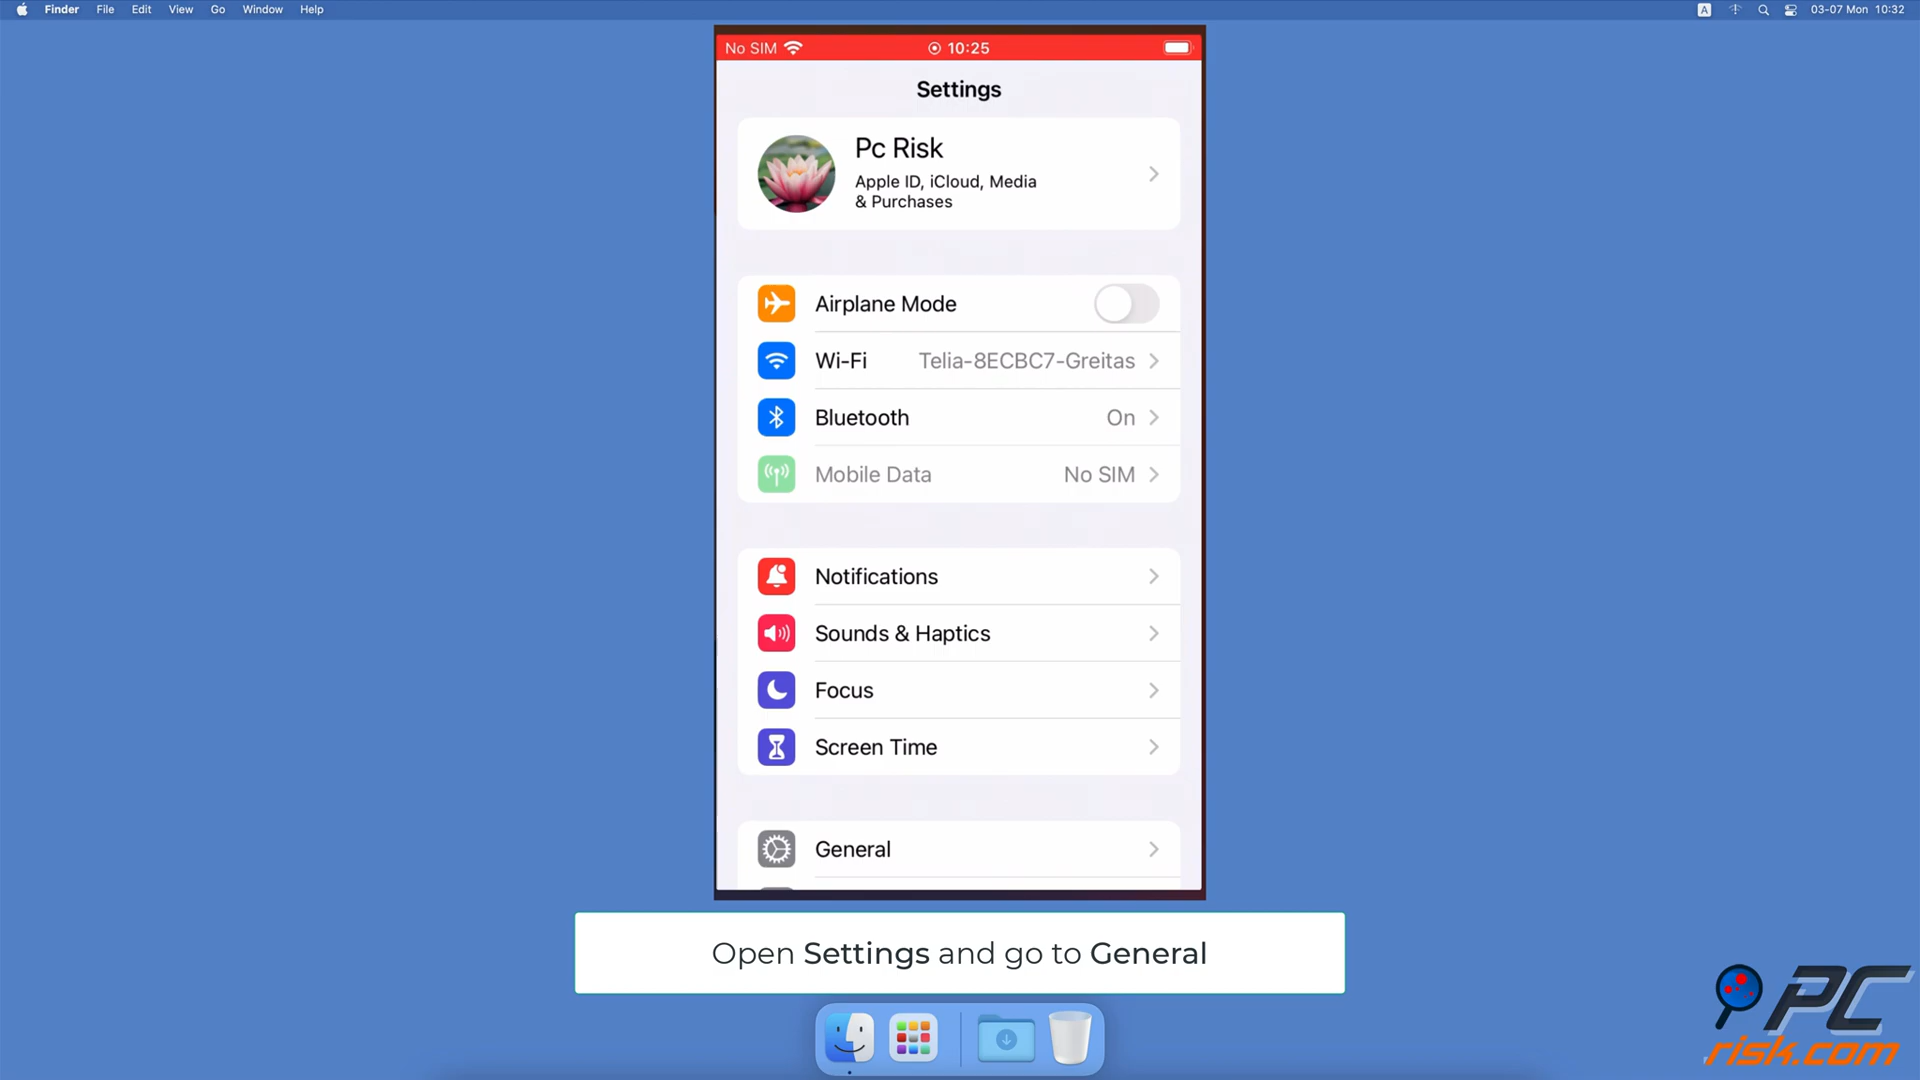 Finder File Edit View Go Window Help A 03-07 Mon 10:32
No SIM 10:25
Settings
Pc Risk
Apple ID, iCloud, Media
& Purchases
Airplane Mode
Wi-Fi Telia-8ECBC7-Greitas
Bluetooth On
Mobile Data No SIM
Notifications
Sounds & Haptics
Focus
Screen Time
General
Open Settings and go to General
PC
risk.com